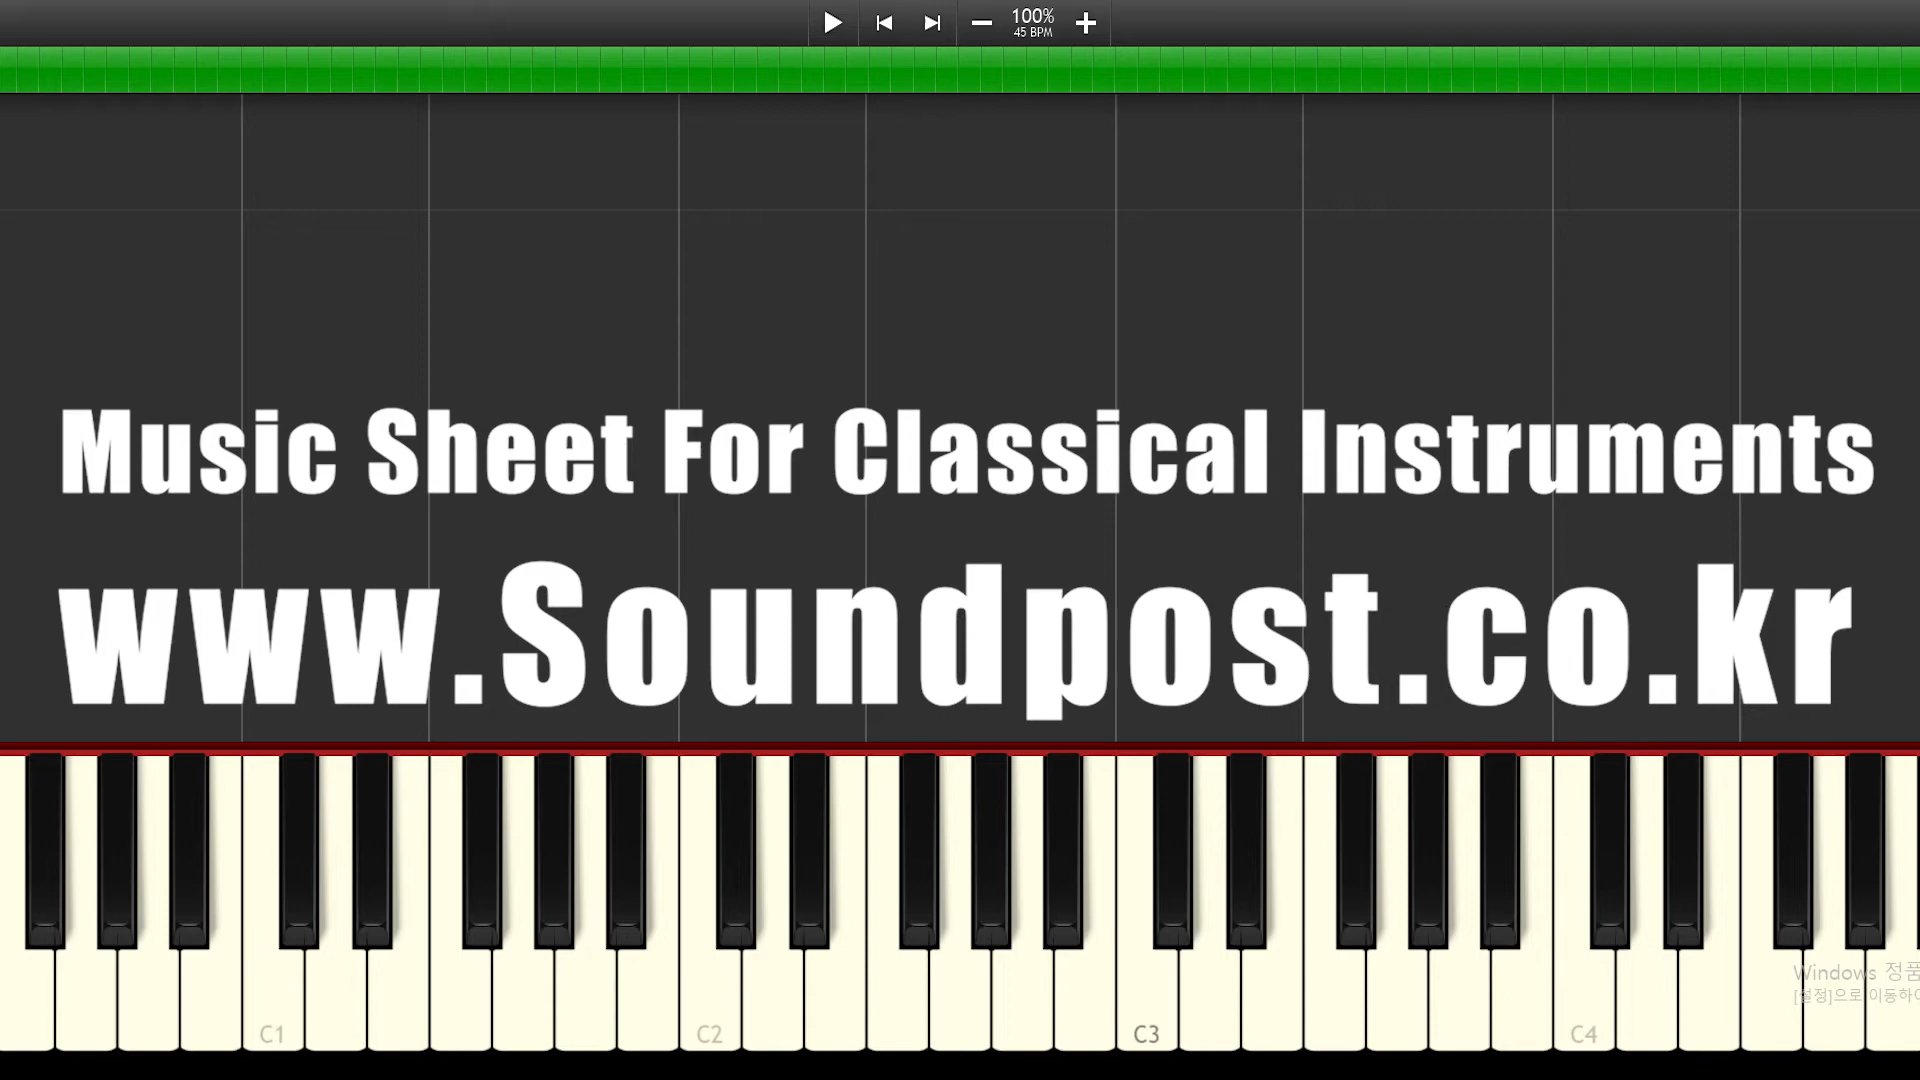 100%
45 BPM
Music Sheet For Classical Instruments
www.Soundpost.co.kr
Windows 정품
[설정]으로 이동하여
C1 C2 C3 C4